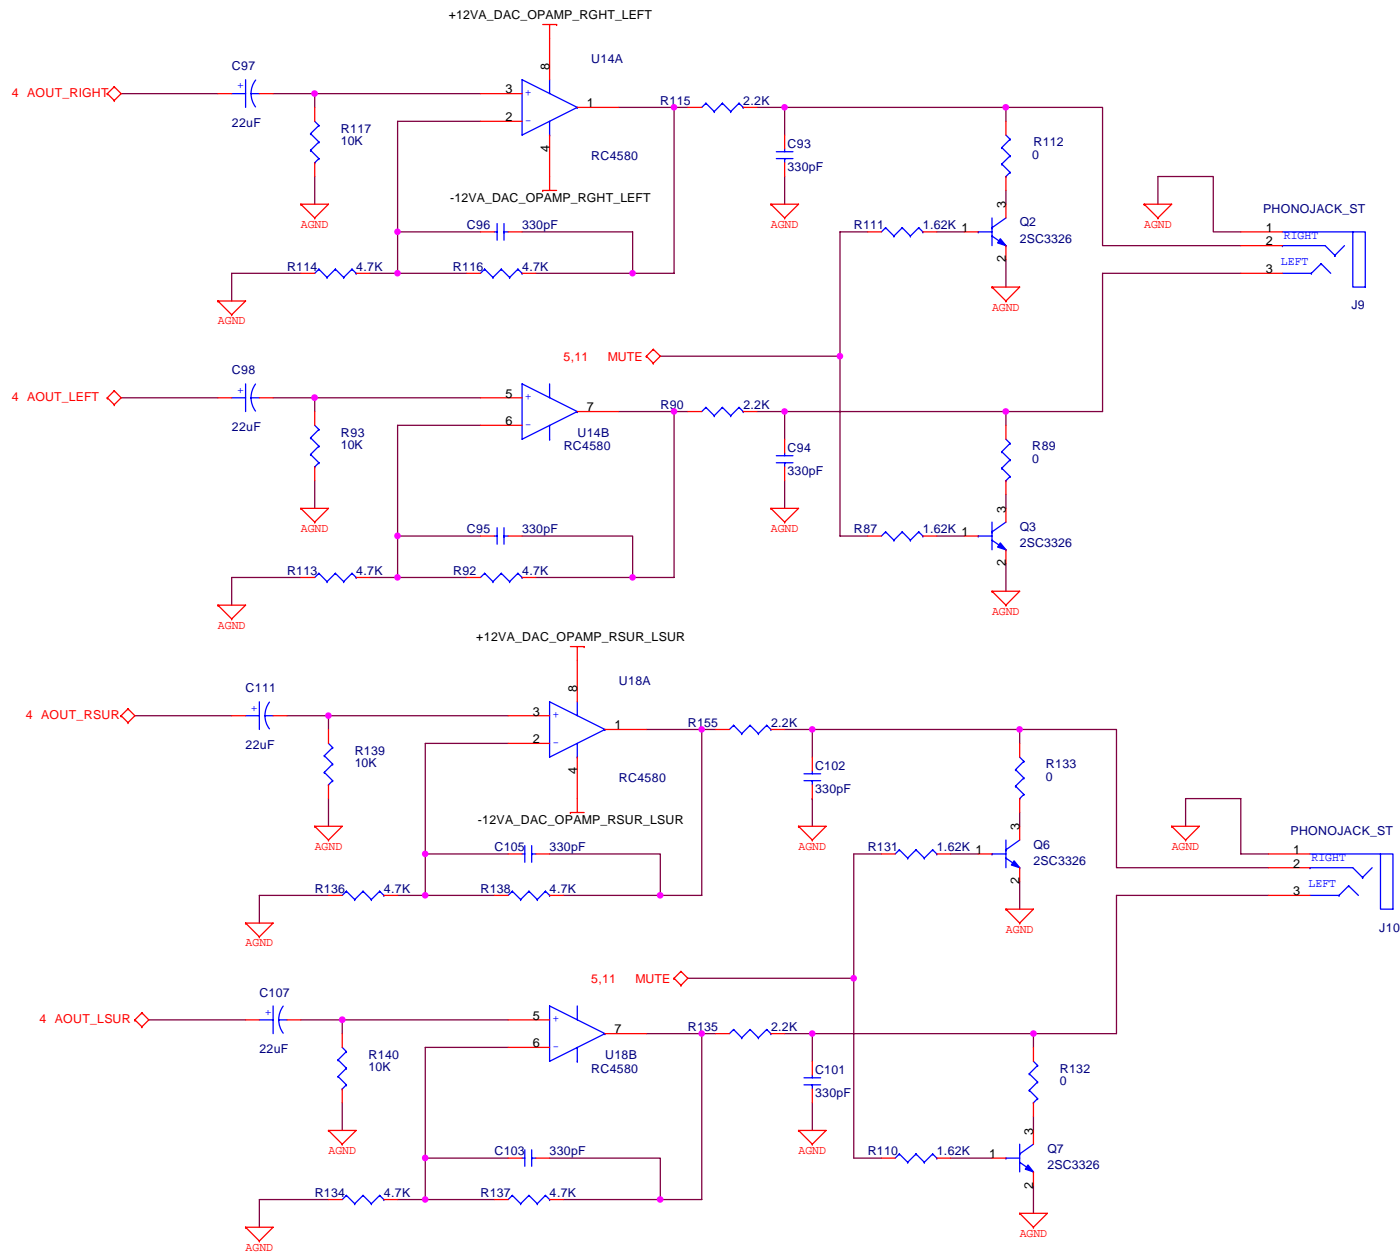 +12VA_DAC_OPAMP_RGHT_LEFT
U14A
C97
8
4 AOUT_RIGHT
+
22uF
3
+
2
-
1
R115
2.2K
R117
10K
4
RC4580
C93
330pF
R112
0
AGND
-12VA_DAC_OPAMP_RGHT_LEFT
AGND
AGND
PHONOJACK_ST
C96
330pF
R111
1.62K
1
3
Q2
2SC3326
2
1
2
RIGHT
R114
4.7K
R116
4.7K
3
LEFT
AGND
AGND
J9
5,11
MUTE
C98
4 AOUT_LEFT
+
22uF
5
+
6
-
7
R90
2.2K
R93
10K
U14B
RC4580
C94
330pF
R89
0
AGND
AGND
C95
330pF
R87
1.62K
1
3
Q3
2SC3326
2
R113
4.7K
R92
4.7K
AGND
AGND
+12VA_DAC_OPAMP_RSUR_LSUR
U18A
C111
8
4 AOUT_RSUR
+
22uF
3
+
2
-
1
R155
2.2K
R139
10K
4
RC4580
C102
330pF
R133
0
AGND
-12VA_DAC_OPAMP_RSUR_LSUR
AGND
AGND
PHONOJACK_ST
C105
330pF
R131
1.62K
1
3
Q6
2SC3326
2
1
2
RIGHT
R136
4.7K
R138
4.7K
3
LEFT
AGND
AGND
J10
5,11
MUTE
C107
4 AOUT_LSUR
+
22uF
5
+
6
-
7
R135
2.2K
R140
10K
U18B
RC4580
C101
330pF
R132
0
AGND
AGND
C103
330pF
R110
1.62K
1
3
Q7
2SC3326
2
R134
4.7K
R137
4.7K
AGND
AGND